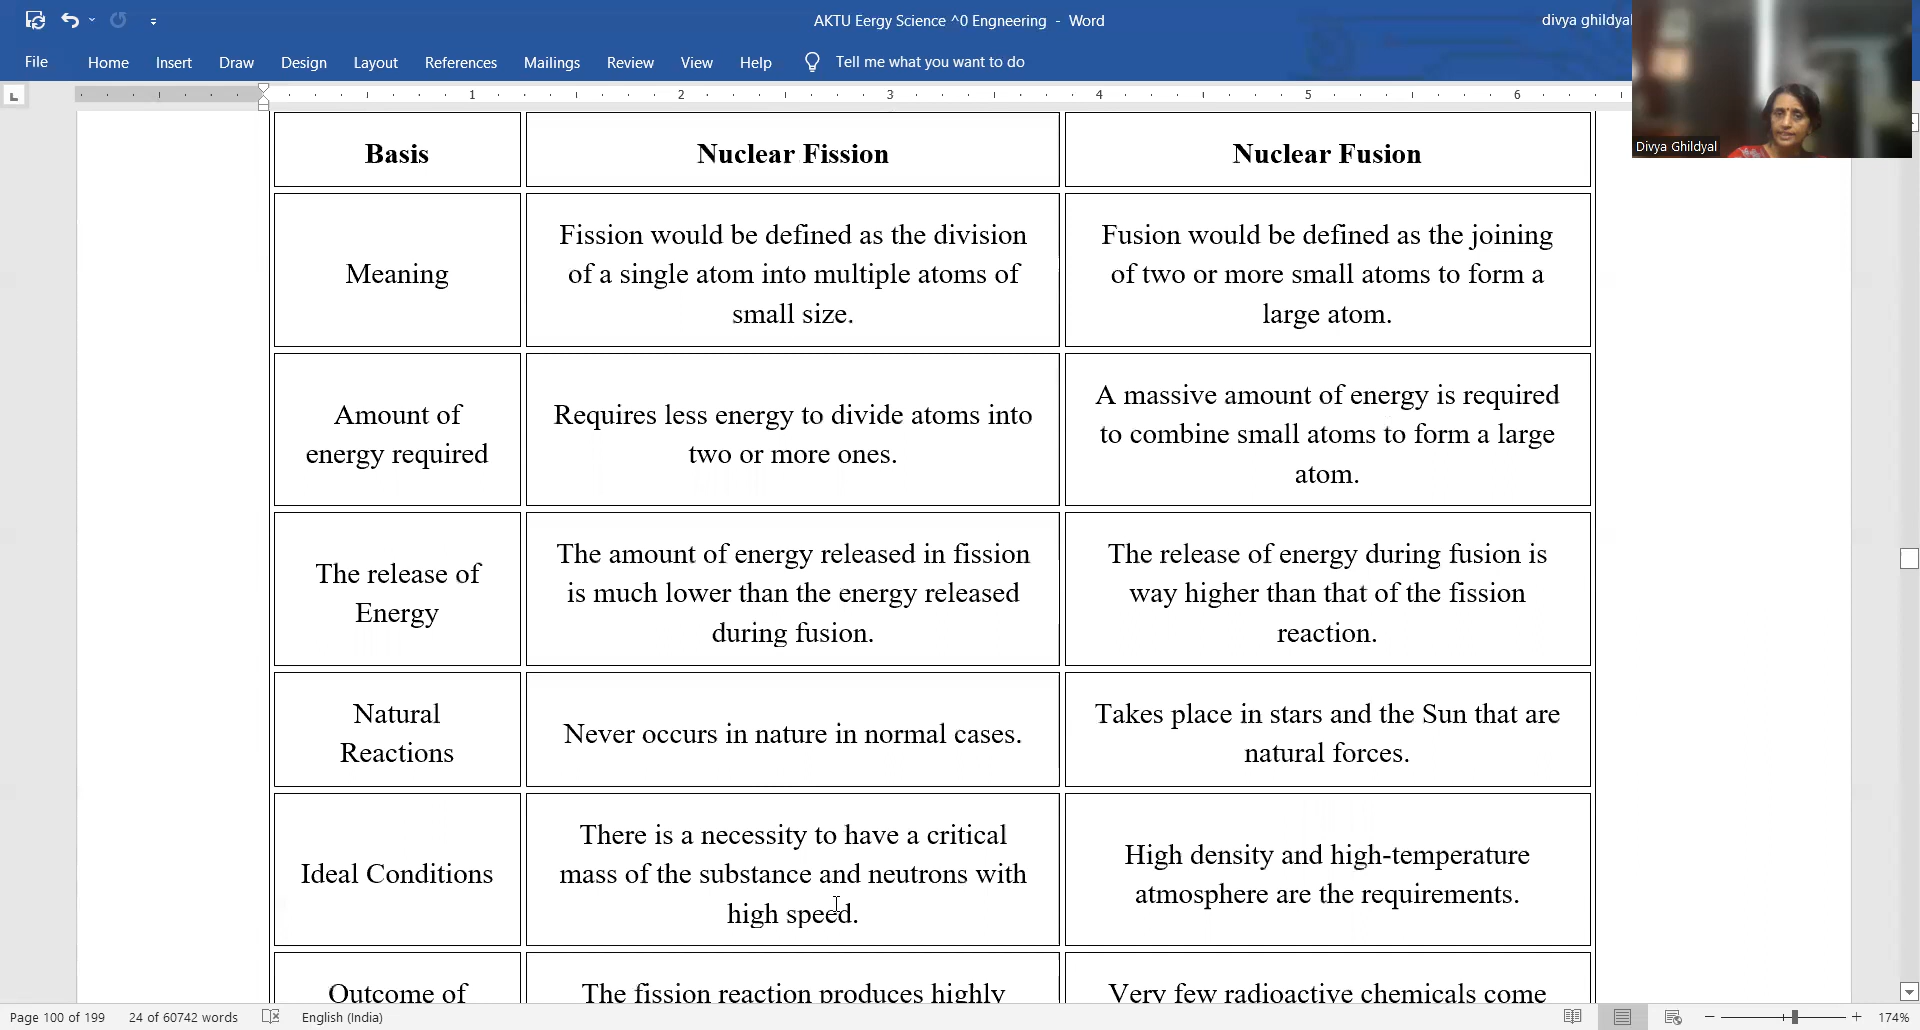 AKTU Eergy Science ^0 Engneering - Word
divya ghildyal
File Home Insert Draw Design Layout References Mailings Review View Help Tell me what you want to do
1 2 3 4 5 6
Divya Ghildyal
Basis
Nuclear Fission
Nuclear Fusion
Meaning
Fission would be defined as the division
of a single atom into multiple atoms of
small size.
Fusion would be defined as the joining
of two or more small atoms to form a
large atom.
Amount of
energy required
Requires less energy to divide atoms into
two or more ones.
A massive amount of energy is required
to combine small atoms to form a large
atom.
The release of
Energy
The amount of energy released in fission
is much lower than the energy released
during fusion.
The release of energy during fusion is
way higher than that of the fission
reaction.
Natural
Reactions
Never occurs in nature in normal cases.
Takes place in stars and the Sun that are
natural forces.
Ideal Conditions
There is a necessity to have a critical
mass of the substance and neutrons with
high speed.
High density and high-temperature
atmosphere are the requirements.
Outcome of
The fission reaction produces highly
Very few radioactive chemicals come
Page 100 of 199 24 of 60742 words English (India) 174%